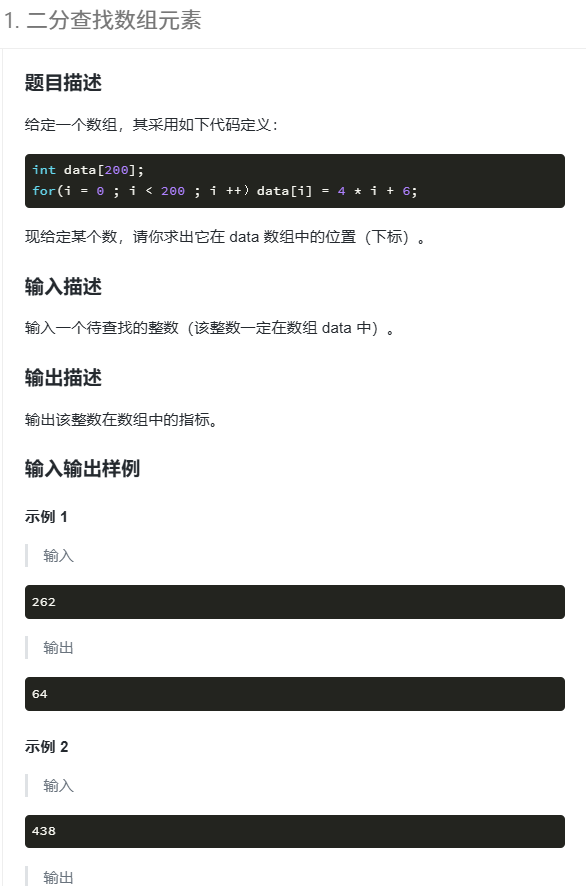 1. 二分查找数组元素
题目描述
给定一个数组，其采用如下代码定义：
int data[200];
for(i = 0 ; i < 200 ; i ++）data[i] = 4 * i + 6;
现给定某个数，请你求出它在 data 数组中的位置（下标）。
输入描述
输入一个待查找的整数（该整数一定在数组 data 中）。
输出描述
输出该整数在数组中的指标。
输入输出样例
示例 1
输入
262
输出
64
示例 2
输入
438
输出